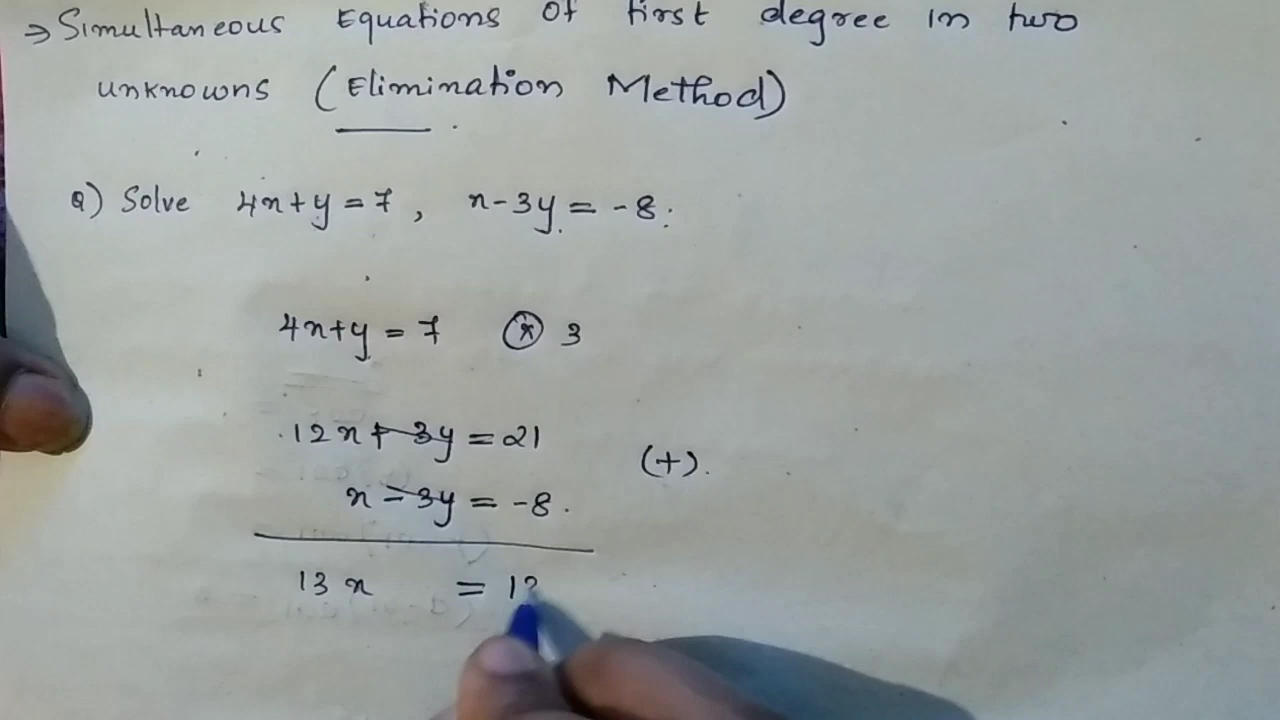 ⇒ Simultaneous Equations Of first degree in two
unknowns (Elimination Method)
Q) Solve 4x+y=7, x-3y=-8.
4x+y=7 ⊛ 3
12x+3y=21
(+).
x-3y=-8.
13x = 13